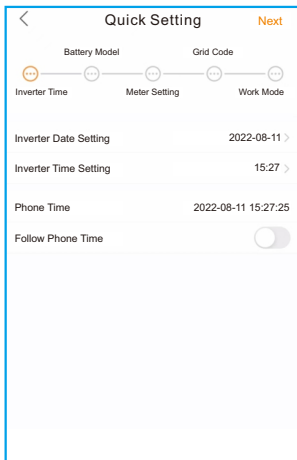 Quick Setting Next
Battery Model Grid Code
Inverter Time Meter Setting Work Mode
Inverter Date Setting 2022-08-11
Inverter Time Setting 15:27
Phone Time 2022-08-11 15:27:25
Follow Phone Time